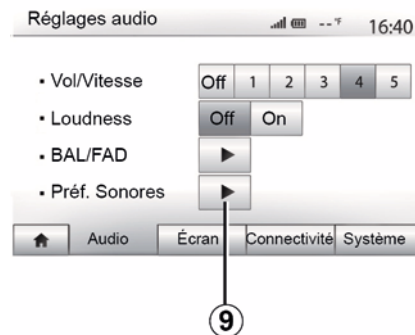 Réglages audio --°F 16:40
▪ Vol/Vitesse Off 1 2 3 4 5
▪ Loudness Off On
▪ BAL/FAD
▪ Préf. Sonores
Audio Écran Connectivité Système
9